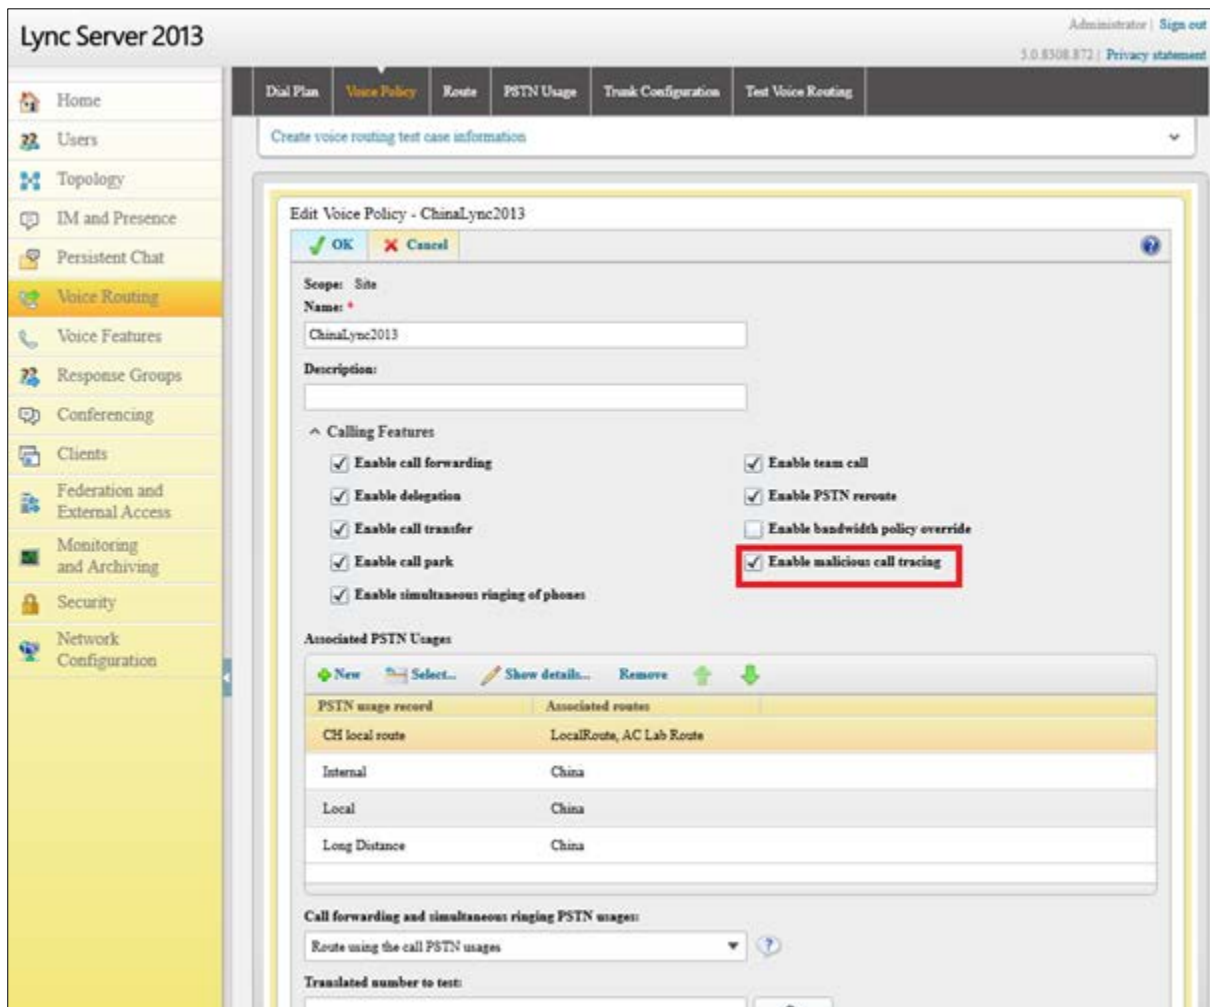 Lync Server 2013
Administrator | Sign out
5.0.8308.872 | Privacy statement
Home
Users
Topology
IM and Presence
Persistent Chat
Voice Routing
Voice Features
Response Groups
Conferencing
Clients
Federation and
External Access
Monitoring
and Archiving
Security
Network
Configuration
Dial Plan Voice Policy Route PSTN Usage Trunk Configuration Test Voice Routing
Create voice routing test case information
Edit Voice Policy - ChinaLync2013
OK Cancel
Scope: Site
Name: *
ChinaLync2013
Description:
Calling Features
Enable call forwarding Enable team call
Enable delegation Enable PSTN reroute
Enable call transfer Enable bandwidth policy override
Enable call park Enable malicious call tracing
Enable simultaneous ringing of phones
Associated PSTN Usages
New Select... Show details... Remove
PSTN usage record Associated routes
CH local route LocalRoute, AC Lab Route
Internal China
Local China
Long Distance China
Call forwarding and simultaneous ringing PSTN usages:
Route using the call PSTN usages
Translated number to test: